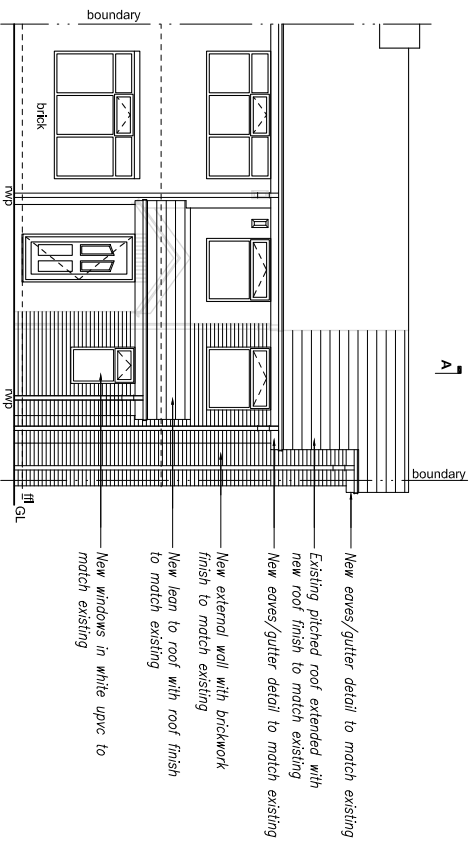 boundary
brick
rwp
rwp
A
boundary
ffl
GL
New eaves/gutter detail to match existing
Existing pitched roof extended with
new roof finish to match existing
New eaves/gutter detail to match existing
New external wall with brickwork
finish to match existing
New lean to roof with roof finish
to match existing
New windows in white upvc to
match existing